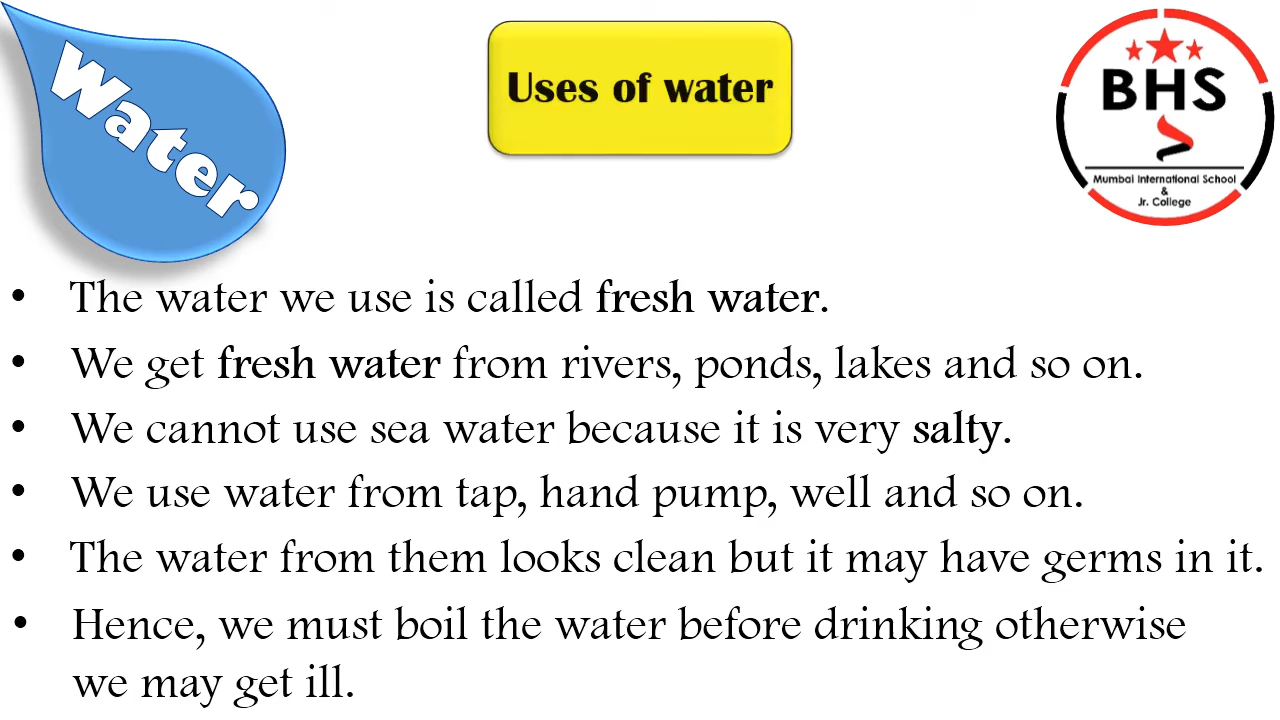 Water
Uses of water
BHS
Mumbai International School
&
Jr. College
• The water we use is called fresh water.
• We get fresh water from rivers, ponds, lakes and so on.
• We cannot use sea water because it is very salty.
• We use water from tap, hand pump, well and so on.
• The water from them looks clean but it may have germs in it.
• Hence, we must boil the water before drinking otherwise
we may get ill.